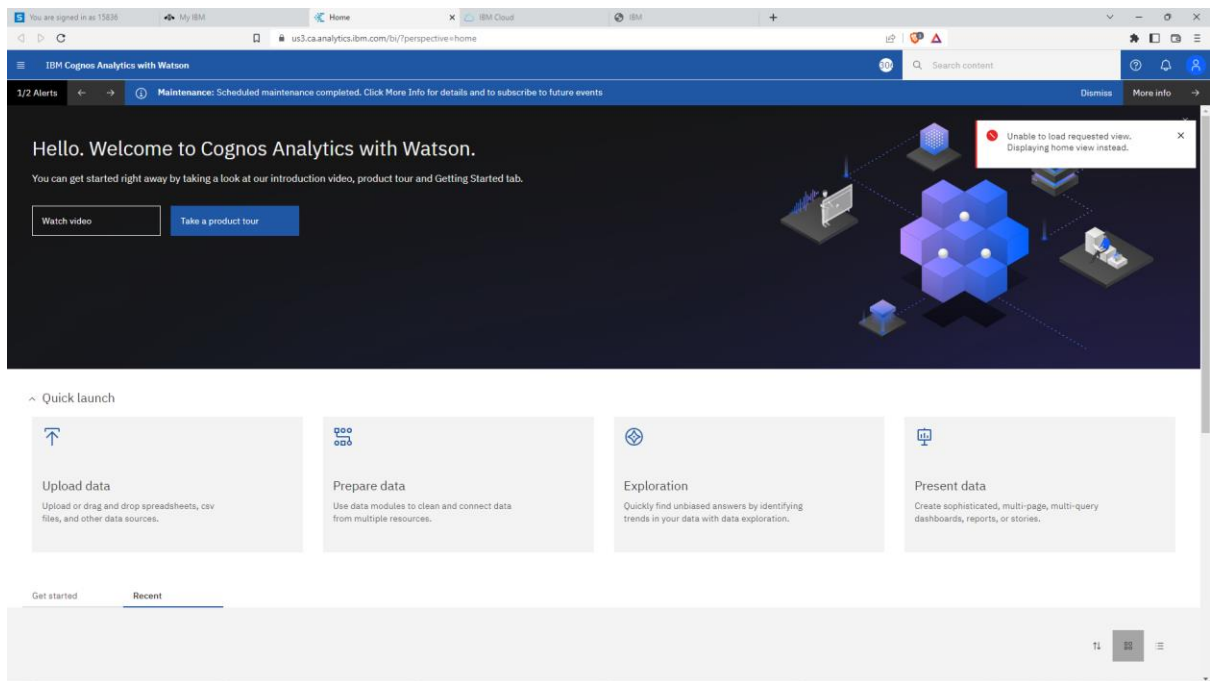 You are signed in as 15836
My IBM
Home
IBM Cloud
IBM
us3.ca.analytics.ibm.com/bi/?perspective=home
IBM Cognos Analytics with Watson
Search content
1/2 Alerts
Maintenance: Scheduled maintenance completed. Click More Info for details and to subscribe to future events
Dismiss
More info
Unable to load requested view.
Displaying home view instead.
Hello. Welcome to Cognos Analytics with Watson.
You can get started right away by taking a look at our introduction video, product tour and Getting Started tab.
Watch video
Take a product tour
Quick launch
Upload data
Upload or drag and drop spreadsheets, csv
files, and other data sources.
Prepare data
Use data modules to clean and connect data
from multiple resources.
Exploration
Quickly find unbiased answers by identifying
trends in your data with data exploration.
Present data
Create sophisticated, multi-page, multi-query
dashboards, reports, or stories.
Get started
Recent